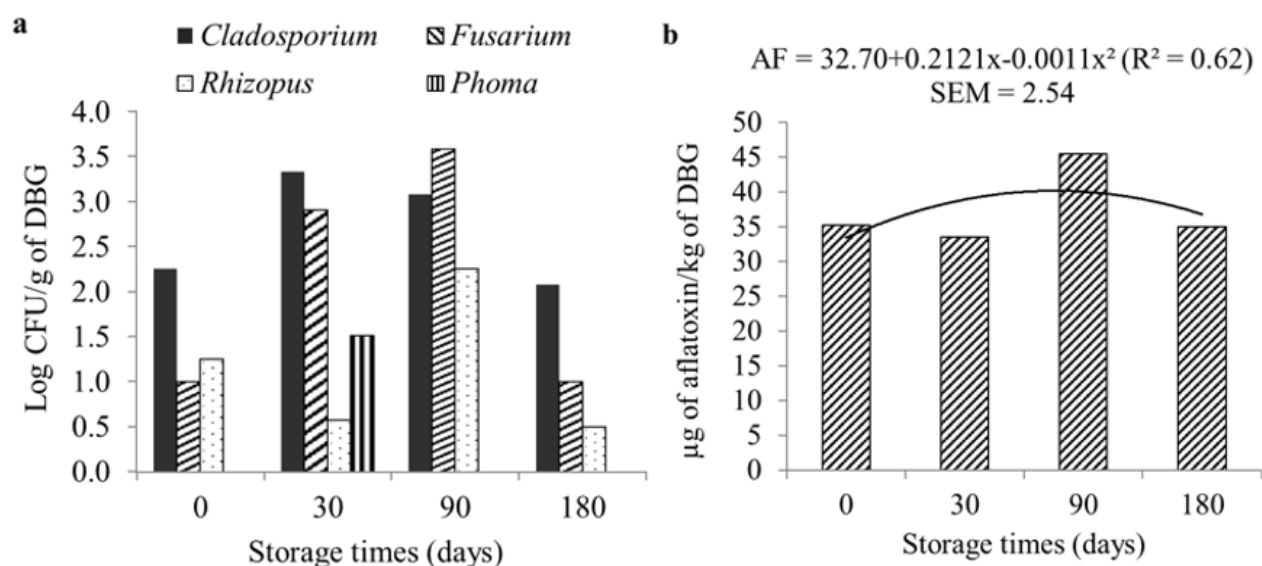 a
Cladosporium Fusarium
Rhizopus Phoma
Log CFU/g of DBG
4.0
3.5
3.0
2.5
2.0
1.5
1.0
0.5
0.0
0 30 90 180
Storage times (days)
b
AF = 32.70+0.2121x-0.0011x² (R² = 0.62)
SEM = 2.54
µg of aflatoxin/kg of DBG
50
45
40
35
30
25
20
15
10
5
0
0 30 90 180
Storage times (days)